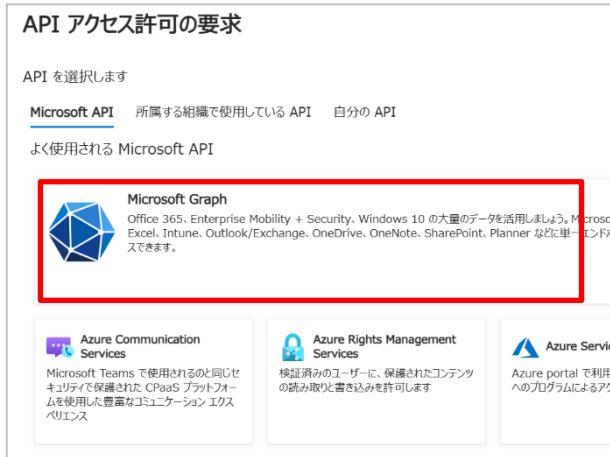 API アクセス許可の要求
API を選択します
Microsoft API 所属する組織で使用している API 自分の API
よく使用される Microsoft API
Microsoft Graph
Office 365、Enterprise Mobility + Security、Windows 10 の大量のデータを活用しましょう。Microso
Excel、Intune、Outlook/Exchange、OneDrive、OneNote、SharePoint、Planner などに単一エンドポ
スできます。
Azure Communication
Services
Microsoft Teams で使用されるのと同じセ
キュリティで保護された CPaaS プラットフォー
ムを使用した豊富なコミュニケーション エクス
ペリエンス
Azure Rights Management
Services
検証済みのユーザーに、保護されたコンテンツ
の読み取りと書き込みを許可します
Azure Servic
Azure portal で利用
へのプログラムによるアク